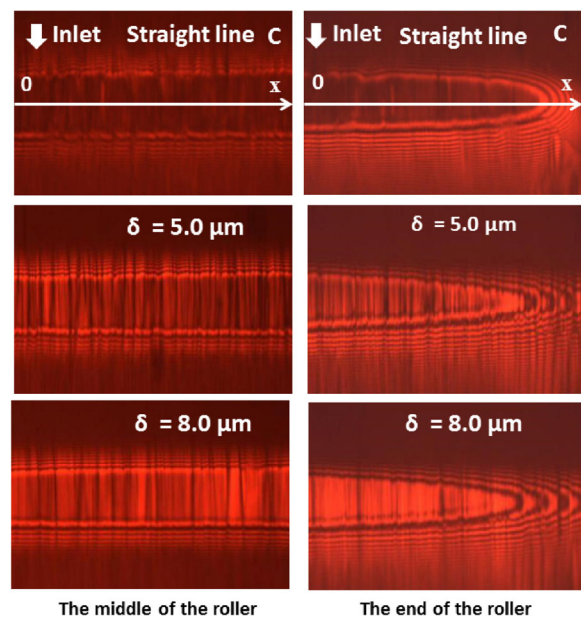 Inlet Straight line C
0
x
Inlet Straight line C
0
x
δ = 5.0 μm
δ = 5.0 μm
δ = 8.0 μm
δ = 8.0 μm
The middle of the roller
The end of the roller